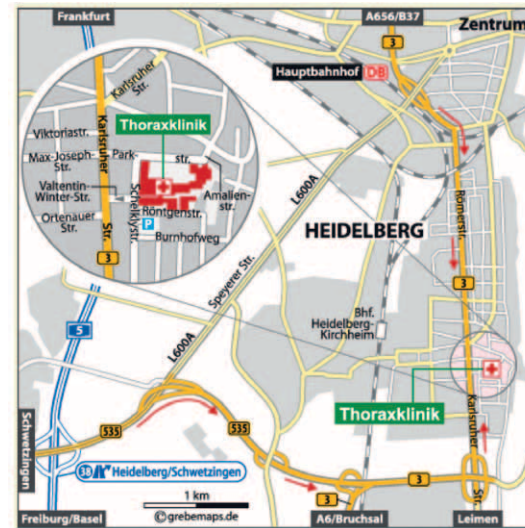 Frankfurt
A656/B37
Zentrum
3
Hauptbahnhof DB
Karlsruher
Str.
Viktoriastr.
Karlsruher
Str.
3
Thoraxklinik
Max-Joseph-
Str.
Park-
str.
Valtentin-
Winter-Str.
Amalien-
str.
Schelklystr.
Röntgenstr.
P
Ortenauer
Str.
Burnhofweg
L600A
Römerstr.
HEIDELBERG
3
Speyerer Str.
5
Bhf.
Heidelberg-
Kirchheim
L600A
Thoraxklinik
Karlsruher
Str.
Schwetzingen
535
535
535
38 Heidelberg/Schwetzingen
3
3
1 km
©grebemaps.de
Freiburg/Basel
A6/Bruchsal
Leimen